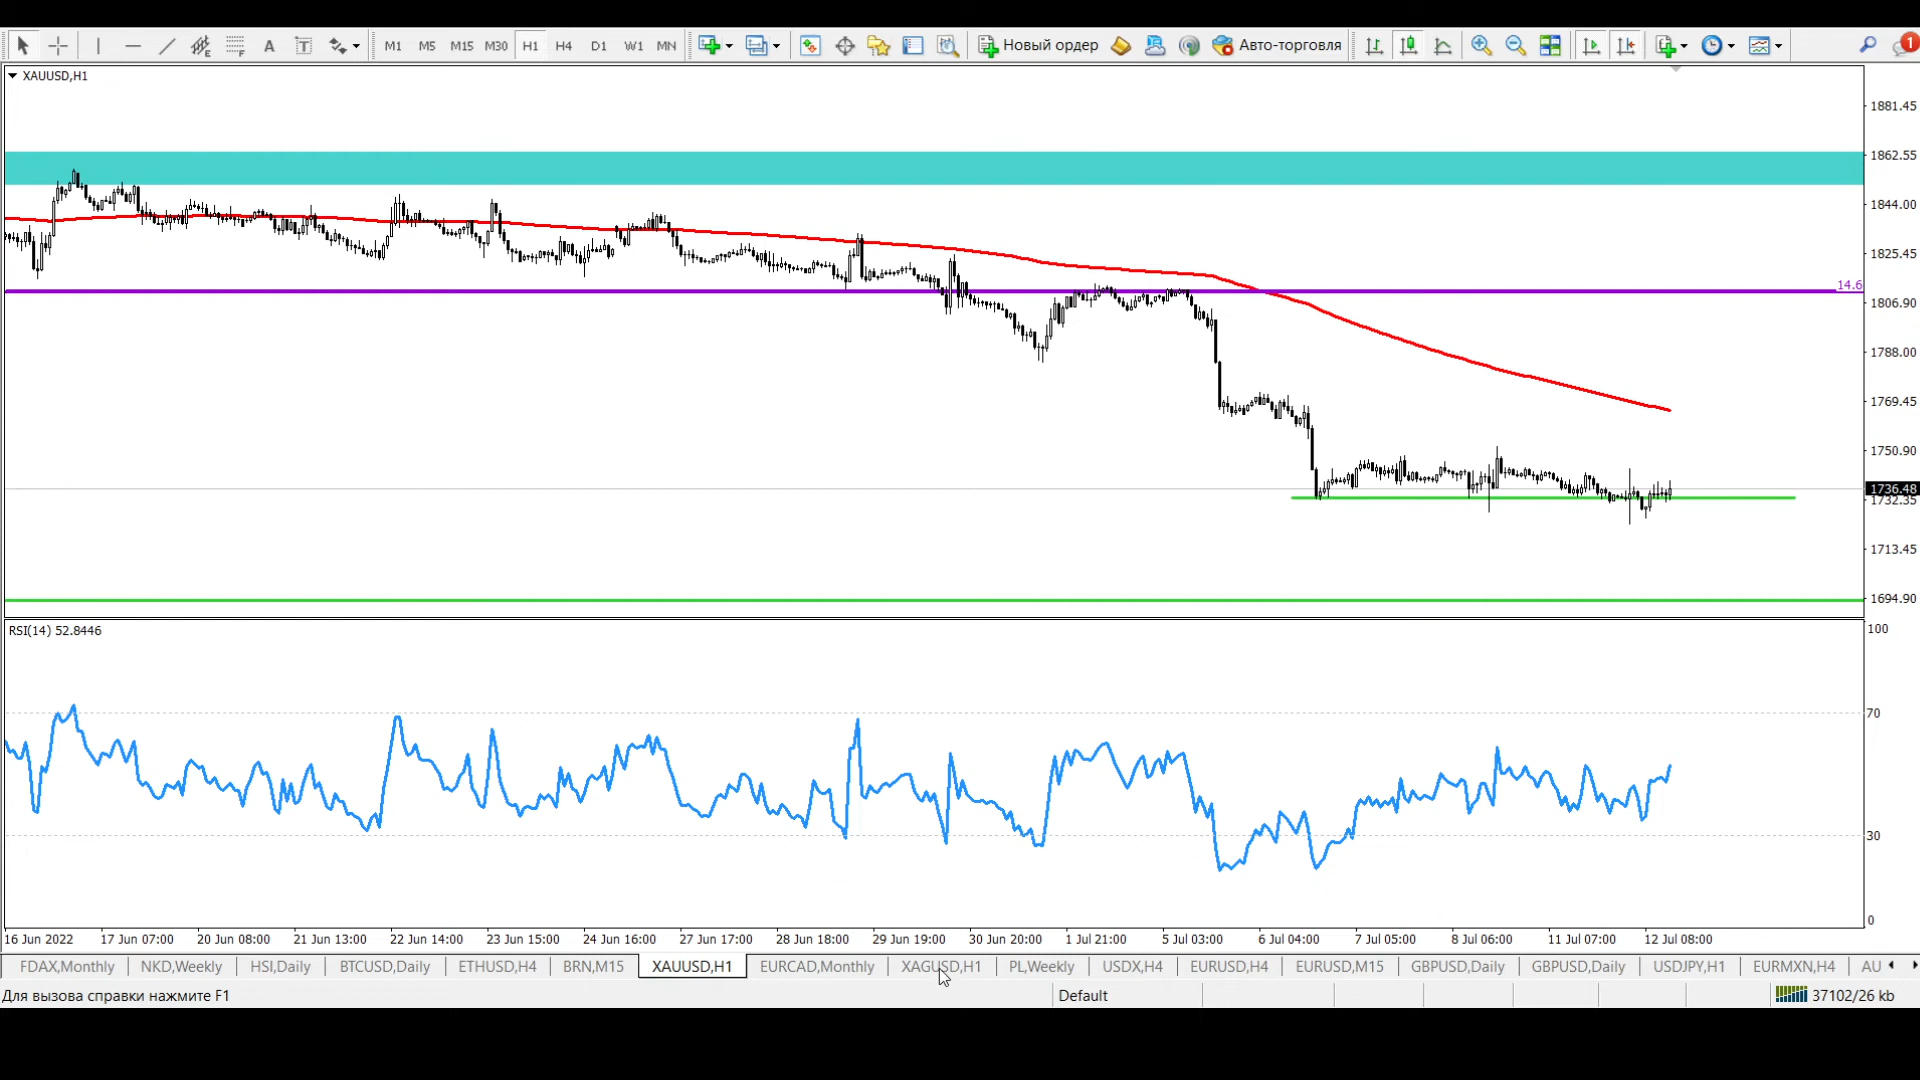 A T M1 M5 M15 M30 H1 H4 D1 W1 MN Новый ордер Авто-торговля 1
XAUUSD,H1
1881.45
1862.55
1844.00
1825.45
14.6
1806.90
1788.00
1769.45
1750.90
1736.48
1732.35
1713.45
1694.90
RSI(14) 52.8446
100
70
30
0
16 Jun 2022 17 Jun 07:00 20 Jun 08:00 21 Jun 13:00 22 Jun 14:00 23 Jun 15:00 24 Jun 16:00 27 Jun 17:00 28 Jun 18:00 29 Jun 19:00 30 Jun 20:00 1 Jul 21:00 5 Jul 03:00 6 Jul 04:00 7 Jul 05:00 8 Jul 06:00 11 Jul 07:00 12 Jul 08:00
FDAX,Monthly NKD,Weekly HSI,Daily BTCUSD,Daily ETHUSD,H4 BRN,M15 XAUUSD,H1 EURCAD,Monthly XAGUSD,H1 PL,Weekly USDX,H4 EURUSD,H4 EURUSD,M15 GBPUSD,Daily GBPUSD,Daily USDJPY,H1 EURMXN,H4 AU
Для вызова справки нажмите F1 Default 37102/26 kb